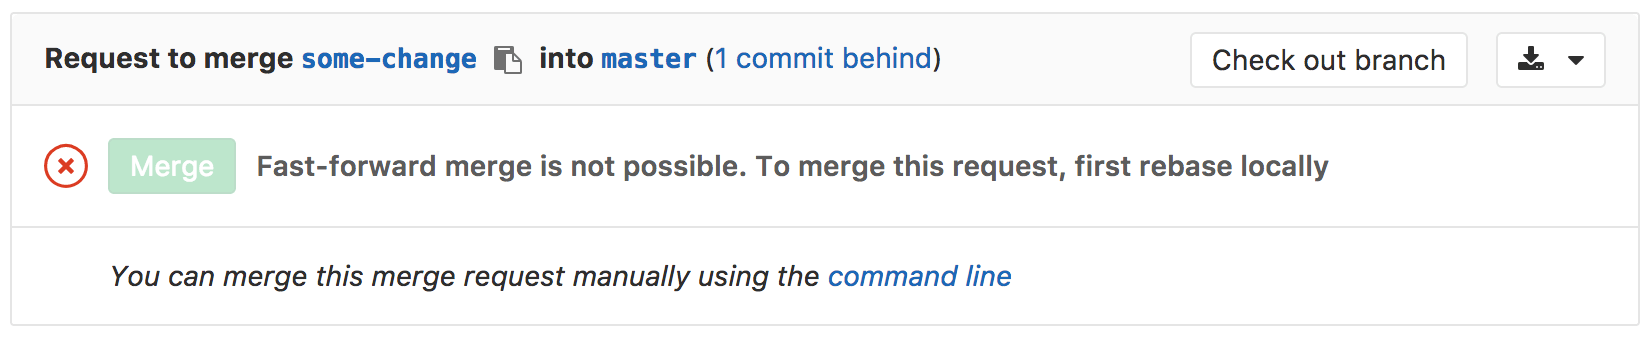 Request to merge some-change into master (1 commit behind) Check out branch
Merge Fast-forward merge is not possible. To merge this request, first rebase locally
You can merge this merge request manually using the command line